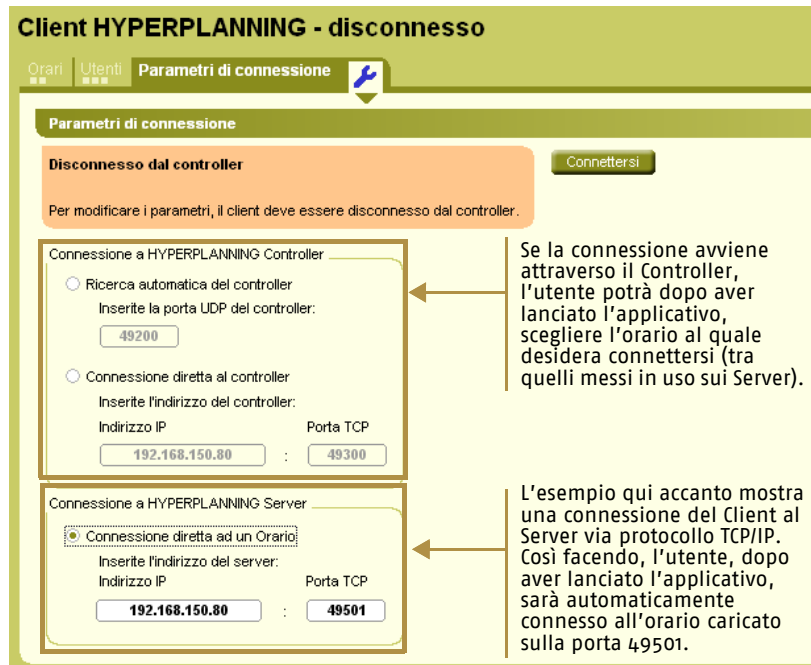 Client HYPERPLANNING - disconnesso
Orari Utenti Parametri di connessione
Parametri di connessione
Disconnesso dal controller
Connettersi
Per modificare i parametri, il client deve essere disconnesso dal controller.
Connessione a HYPERPLANNING Controller
Ricerca automatica del controller
Inserite la porta UDP del controller:
49200
Connessione diretta al controller
Inserite l'indirizzo del controller:
Indirizzo IP Porta TCP
192.168.150.80 : 49300
Se la connessione avviene
attraverso il Controller,
l'utente potrà dopo aver
lanciato l'applicativo,
scegliere l'orario al quale
desidera connettersi (tra
quelli messi in uso sui Server).
Connessione a HYPERPLANNING Server
Connessione diretta ad un Orario
Inserite l'indirizzo del server:
Indirizzo IP Porta TCP
192.168.150.80 : 49501
L'esempio qui accanto mostra
una connessione del Client al
Server via protocollo TCP/IP.
Così facendo, l'utente, dopo
aver lanciato l'applicativo,
sarà automaticamente
connesso all'orario caricato
sulla porta 49501.